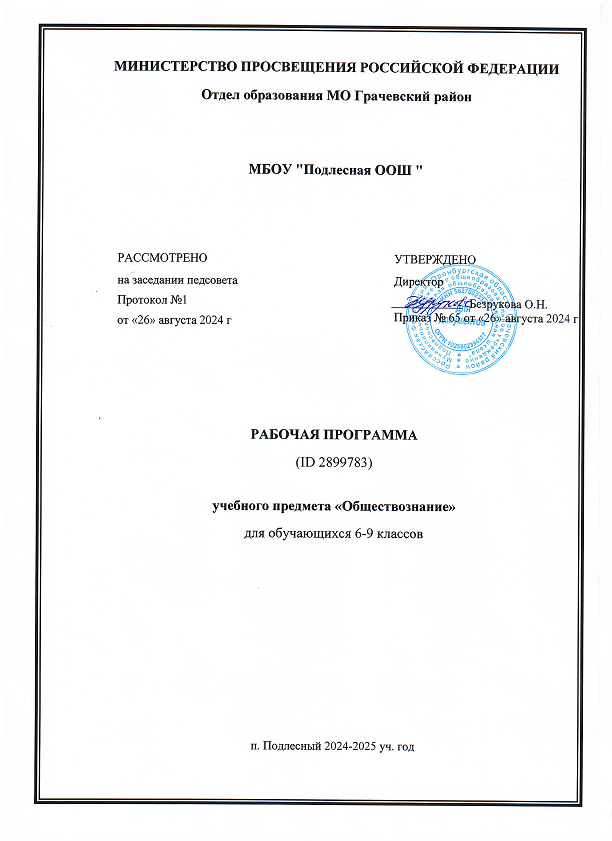 МИНИСТЕРСТВО ПРОСВЕЩЕНИЯ РОССИЙСКОЙ ФЕДЕРАЦИИ
Отдел образования МО Грачевский район
МБОУ "Подлесная ООШ "
РАССМОТРЕНО
на заседании педсовета
Протокол №1
от «26» августа 2024 г
УТВЕРЖДЕНО
Директор
Безрукова О.Н.
Приказ № 65 от «26» августа 2024 г
РАБОЧАЯ ПРОГРАММА
(ID 2899783)
учебного предмета «Обществознание»
для обучающихся 6-9 классов
п. Подлесный 2024-2025 уч. год